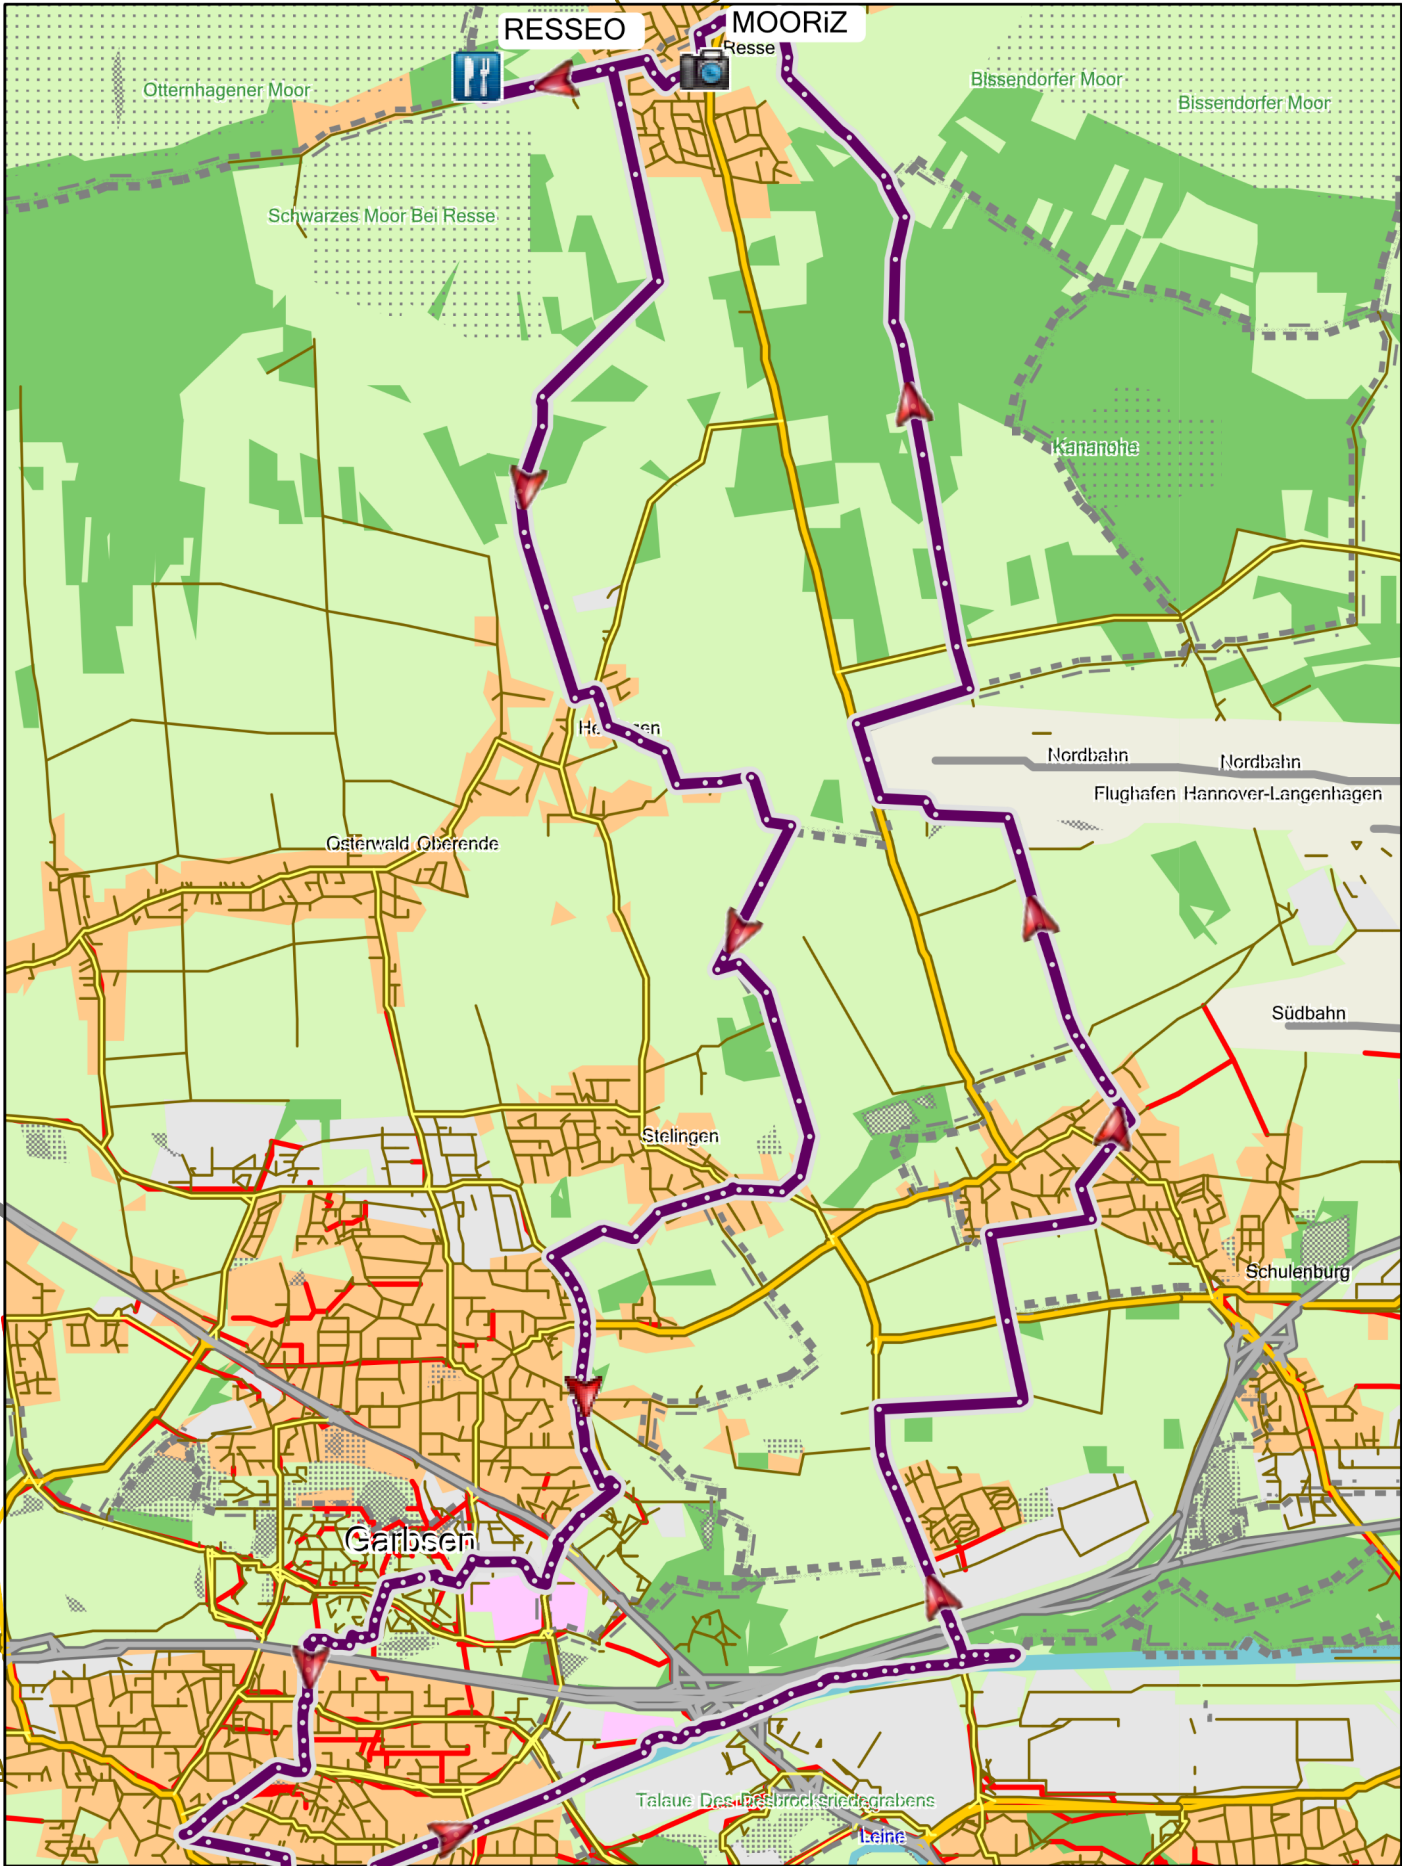 RESSEO
MOORiZ
Resse
Otternhagener Moor
Bissendorfer Moor
Bissendorfer Moor
Schwarzes Moor Bei Resse
Kananohe
Nordbahn
Nordbahn
Flughafen Hannover-Langenhagen
Osterwald Oberende
Südbahn
Stelingen
Schulenburg
Garbsen
Leine